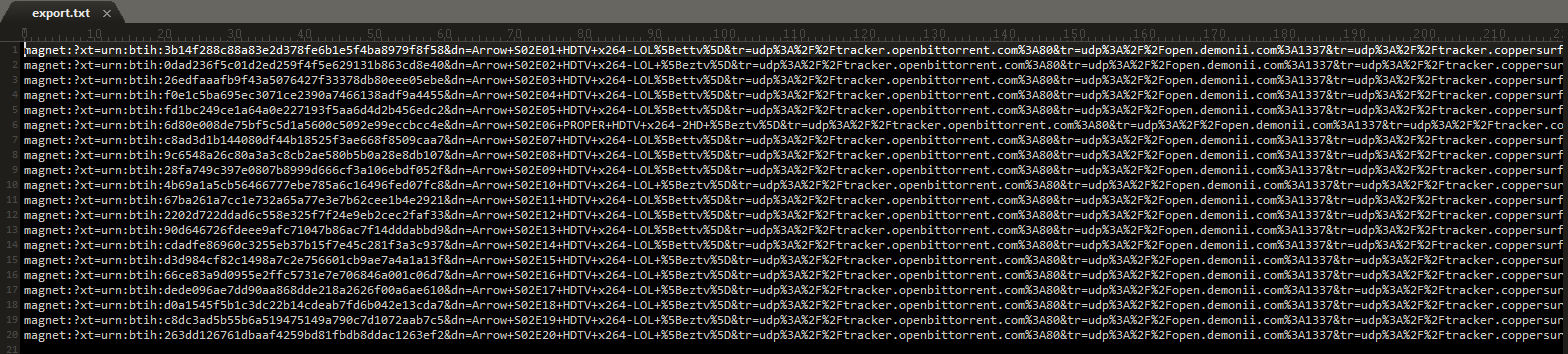 export.txt ×
0 10 20 30 40 50 60 70 80 90 100 110 120 130 140 150 160 170 180 190 200 210
1 magnet:?xt=urn:btih:3b14f288c88a83e2d378fe6b1e5f4ba8979f8f58&dn=Arrow+S02E01+HDTV+x264-LOL%5Bettv%5D&tr=udp%3A%2F%2Ftracker.openbittorrent.com%3A80&tr=udp%3A%2F%2Fopen.demonii.com%3A1337&tr=udp%3A%2F%2Ftracker.coppersurf
2 magnet:?xt=urn:btih:0dad236f5c01d2ed259f4f5e629131b863cd8e40&dn=Arrow+S02E02+HDTV+x264-LOL+%5Beztv%5D&tr=udp%3A%2F%2Ftracker.openbittorrent.com%3A80&tr=udp%3A%2F%2Fopen.demonii.com%3A1337&tr=udp%3A%2F%2Ftracker.coppersur
3 magnet:?xt=urn:btih:26edfaaafb9f43a5076427f33378db80eee05ebe&dn=Arrow+S02E03+HDTV+x264-LOL%5Bettv%5D&tr=udp%3A%2F%2Ftracker.openbittorrent.com%3A80&tr=udp%3A%2F%2Fopen.demonii.com%3A1337&tr=udp%3A%2F%2Ftracker.coppersurf
4 magnet:?xt=urn:btih:f0e1c5ba695ec3071ce2390a7466138adf9a4455&dn=Arrow+S02E04+HDTV+x264-LOL%5Bettv%5D&tr=udp%3A%2F%2Ftracker.openbittorrent.com%3A80&tr=udp%3A%2F%2Fopen.demonii.com%3A1337&tr=udp%3A%2F%2Ftracker.coppersurf
5 magnet:?xt=urn:btih:fd1bc249ce1a64a0e227193f5aa6d4d2b456edc2&dn=Arrow+S02E05+HDTV+x264-LOL%5Bettv%5D&tr=udp%3A%2F%2Ftracker.openbittorrent.com%3A80&tr=udp%3A%2F%2Fopen.demonii.com%3A1337&tr=udp%3A%2F%2Ftracker.coppersurf
6 magnet:?xt=urn:btih:6d80e008de75bf5c5d1a5600c5092e99eccbcc4e&dn=Arrow+S02E06+PROPER+HDTV+x264-2HD+%5Beztv%5D&tr=udp%3A%2F%2Ftracker.openbittorrent.com%3A80&tr=udp%3A%2F%2Fopen.demonii.com%3A1337&tr=udp%3A%2F%2Ftracker.co
7 magnet:?xt=urn:btih:c8ad3d1b144080df44b18525f3ae668f8509caa7&dn=Arrow+S02E07+HDTV+x264-LOL%5Bettv%5D&tr=udp%3A%2F%2Ftracker.openbittorrent.com%3A80&tr=udp%3A%2F%2Fopen.demonii.com%3A1337&tr=udp%3A%2F%2Ftracker.coppersurf
8 magnet:?xt=urn:btih:9c6548a26c80a3a3c8cb2ae580b5b0a28e8db107&dn=Arrow+S02E08+HDTV+x264-LOL%5Bettv%5D&tr=udp%3A%2F%2Ftracker.openbittorrent.com%3A80&tr=udp%3A%2F%2Fopen.demonii.com%3A1337&tr=udp%3A%2F%2Ftracker.coppersurf
9 magnet:?xt=urn:btih:28fa749c397e0807b8999d666cf3a106ebdf052f&dn=Arrow+S02E09+HDTV+x264-LOL%5Bettv%5D&tr=udp%3A%2F%2Ftracker.openbittorrent.com%3A80&tr=udp%3A%2F%2Fopen.demonii.com%3A1337&tr=udp%3A%2F%2Ftracker.coppersurf
10 magnet:?xt=urn:btih:4b69a1a5cb56466777ebe785a6c16496fed07fc8&dn=Arrow+S02E10+HDTV+x264-LOL+%5Beztv%5D&tr=udp%3A%2F%2Ftracker.openbittorrent.com%3A80&tr=udp%3A%2F%2Fopen.demonii.com%3A1337&tr=udp%3A%2F%2Ftracker.coppersur
11 magnet:?xt=urn:btih:67ba261a7cc1e732a65a77e3e7b62cee1b4e2921&dn=Arrow+S02E11+HDTV+x264-LOL%5Bettv%5D&tr=udp%3A%2F%2Ftracker.openbittorrent.com%3A80&tr=udp%3A%2F%2Fopen.demonii.com%3A1337&tr=udp%3A%2F%2Ftracker.coppersurf
12 magnet:?xt=urn:btih:2202d722ddad6c558e325f7f24e9eb2cec2faf33&dn=Arrow+S02E12+HDTV+x264-LOL%5Bettv%5D&tr=udp%3A%2F%2Ftracker.openbittorrent.com%3A80&tr=udp%3A%2F%2Fopen.demonii.com%3A1337&tr=udp%3A%2F%2Ftracker.coppersurf
13 magnet:?xt=urn:btih:90d646726fdeee9afc71047b86ac7f14dddabbd9&dn=Arrow+S02E13+HDTV+x264-LOL%5Bettv%5D&tr=udp%3A%2F%2Ftracker.openbittorrent.com%3A80&tr=udp%3A%2F%2Fopen.demonii.com%3A1337&tr=udp%3A%2F%2Ftracker.coppersurf
14 magnet:?xt=urn:btih:cdadfe86960c3255eb37b15f7e45c281f3a3c937&dn=Arrow+S02E14+HDTV+x264-LOL%5Bettv%5D&tr=udp%3A%2F%2Ftracker.openbittorrent.com%3A80&tr=udp%3A%2F%2Fopen.demonii.com%3A1337&tr=udp%3A%2F%2Ftracker.coppersurf
15 magnet:?xt=urn:btih:d3d984cf82c1498a7c2e756601cb9ae7a4a1a13f&dn=Arrow+S02E15+HDTV+x264-LOL+%5Beztv%5D&tr=udp%3A%2F%2Ftracker.openbittorrent.com%3A80&tr=udp%3A%2F%2Fopen.demonii.com%3A1337&tr=udp%3A%2F%2Ftracker.coppersur
16 magnet:?xt=urn:btih:66ce83a9d0955e2ffc5731e7e706846a001c06d7&dn=Arrow+S02E16+HDTV+x264-LOL+%5Beztv%5D&tr=udp%3A%2F%2Ftracker.openbittorrent.com%3A80&tr=udp%3A%2F%2Fopen.demonii.com%3A1337&tr=udp%3A%2F%2Ftracker.coppersur
17 magnet:?xt=urn:btih:dede096ae7dd90aa868dde218a2626f00a6ae610&dn=Arrow+S02E17+HDTV+x264-LOL+%5Beztv%5D&tr=udp%3A%2F%2Ftracker.openbittorrent.com%3A80&tr=udp%3A%2F%2Fopen.demonii.com%3A1337&tr=udp%3A%2F%2Ftracker.coppersur
18 magnet:?xt=urn:btih:d0a1545f5b1c3dc22b14cdeab7fd6b042e13cda7&dn=Arrow+S02E18+HDTV+x264-LOL+%5Beztv%5D&tr=udp%3A%2F%2Ftracker.openbittorrent.com%3A80&tr=udp%3A%2F%2Fopen.demonii.com%3A1337&tr=udp%3A%2F%2Ftracker.coppersur
19 magnet:?xt=urn:btih:c8dc3ad5b55b6a519475149a790c7d1072aab7c5&dn=Arrow+S02E19+HDTV+x264-LOL+%5Beztv%5D&tr=udp%3A%2F%2Ftracker.openbittorrent.com%3A80&tr=udp%3A%2F%2Fopen.demonii.com%3A1337&tr=udp%3A%2F%2Ftracker.coppersur
20 magnet:?xt=urn:btih:263dd126761dbaaf4259bd81fbdb8ddac1263ef2&dn=Arrow+S02E20+HDTV+x264-LOL+%5Beztv%5D&tr=udp%3A%2F%2Ftracker.openbittorrent.com%3A80&tr=udp%3A%2F%2Fopen.demonii.com%3A1337&tr=udp%3A%2F%2Ftracker.coppersur
21